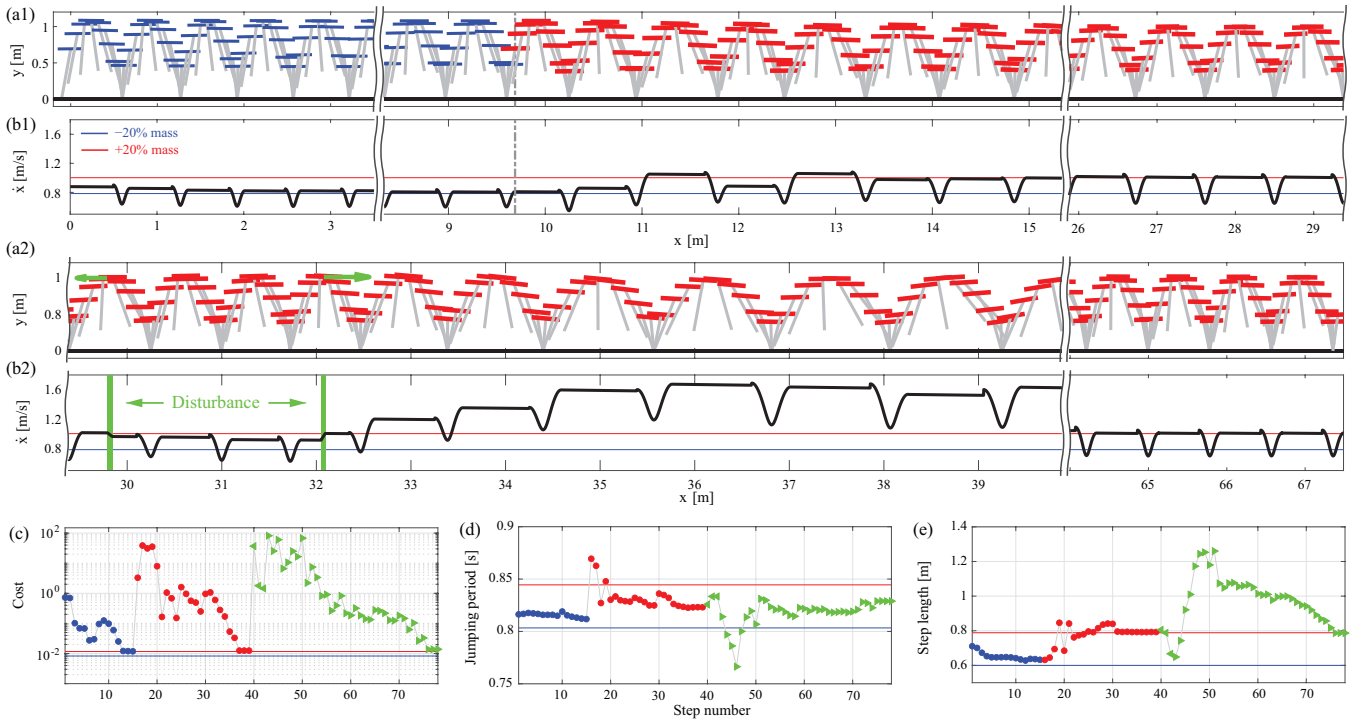 (a1)
1
0.5
0
y [m]
(b1)
−20% mass
+20% mass
1.6
1.2
0.8
ẋ [m/s]
0 1 2 3 9 10 11 12 13 14 15 26 27 28 29
x [m]
(a2)
1
0.8
0
y [m]
(b2)
Disturbance
1.6
1.2
0.8
ẋ [m/s]
30 31 32 33 34 35 36 37 38 39 65 66 67
x [m]
(c)
10²
10⁰
10⁻²
Cost
10 20 30 40 50 60 70
(d)
0.9
0.85
0.8
0.75
Jumping period [s]
10 20 30 40 50 60 70
Step number
(e)
1.4
1.2
1
0.8
0.6
Step length [m]
10 20 30 40 50 60 70